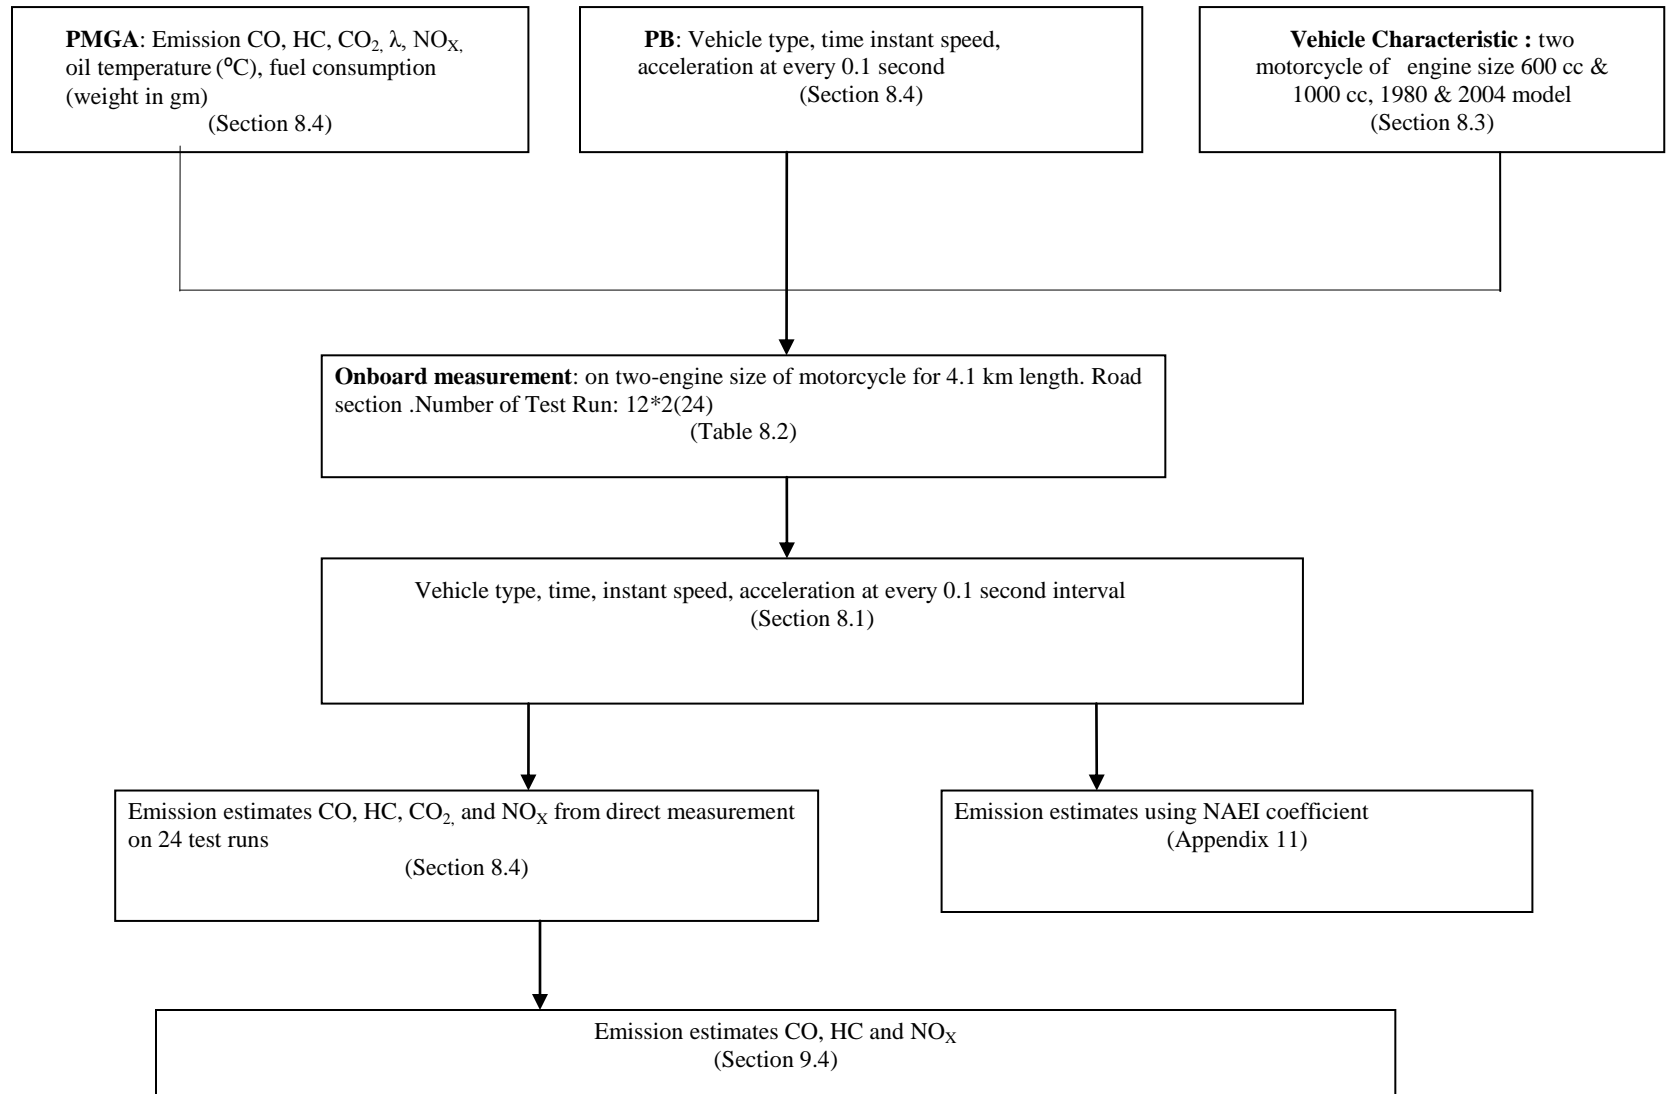 PMGA: Emission CO, HC, CO2, λ, NOX,
oil temperature (⁰C), fuel consumption
(weight in gm)
(Section 8.4)
PB: Vehicle type, time instant speed,
acceleration at every 0.1 second
(Section 8.4)
Vehicle Characteristic : two
motorcycle of engine size 600 cc &
1000 cc, 1980 & 2004 model
(Section 8.3)
Onboard measurement: on two-engine size of motorcycle for 4.1 km length. Road
section .Number of Test Run: 12*2(24)
(Table 8.2)
Vehicle type, time, instant speed, acceleration at every 0.1 second interval
(Section 8.1)
Emission estimates CO, HC, CO2, and NOX from direct measurement
on 24 test runs
(Section 8.4)
Emission estimates using NAEI coefficient
(Appendix 11)
Emission estimates CO, HC and NOX
(Section 9.4)